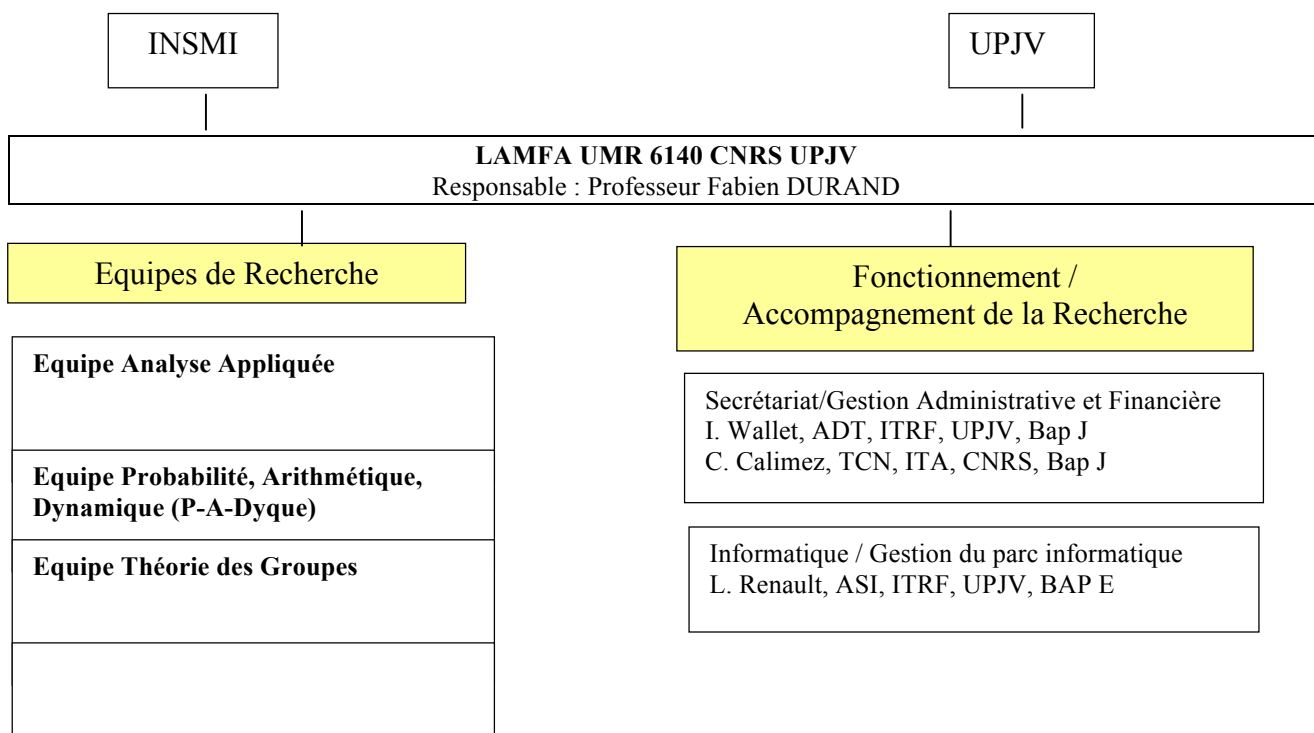 INSMI
UPJV
LAMFA UMR 6140 CNRS UPJV
Responsable : Professeur Fabien DURAND
Equipes de Recherche
Equipe Analyse Appliquée
Equipe Probabilité, Arithmétique,
Dynamique (P-A-Dyque)
Equipe Théorie des Groupes
Fonctionnement /
Accompagnement de la Recherche
Secrétariat/Gestion Administrative et Financière
I. Wallet, ADT, ITRF, UPJV, Bap J
C. Calimez, TCN, ITA, CNRS, Bap J
Informatique / Gestion du parc informatique
L. Renault, ASI, ITRF, UPJV, BAP E